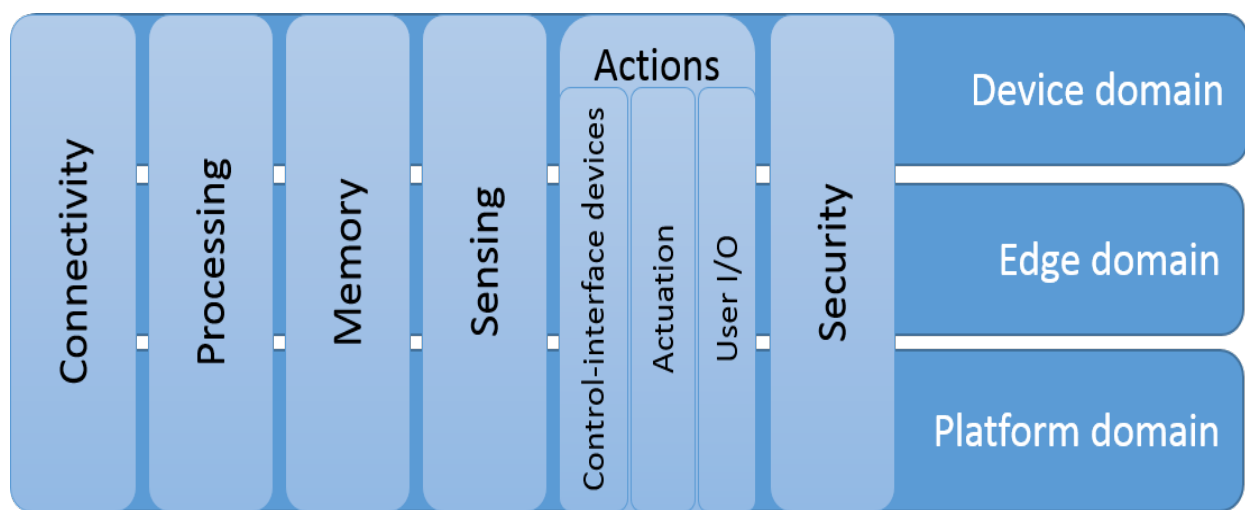 Connectivity
Processing
Memory
Sensing
Actions
Control-interface devices
Actuation
User I/O
Security
Device domain
Edge domain
Platform domain